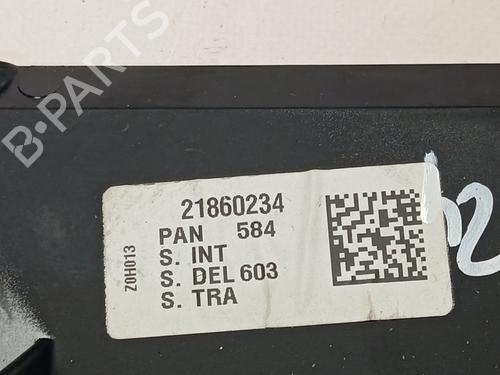 B-PARTS
21860234
PAN 584
S. INT
S. DEL 603
S. TRA
Z0H013